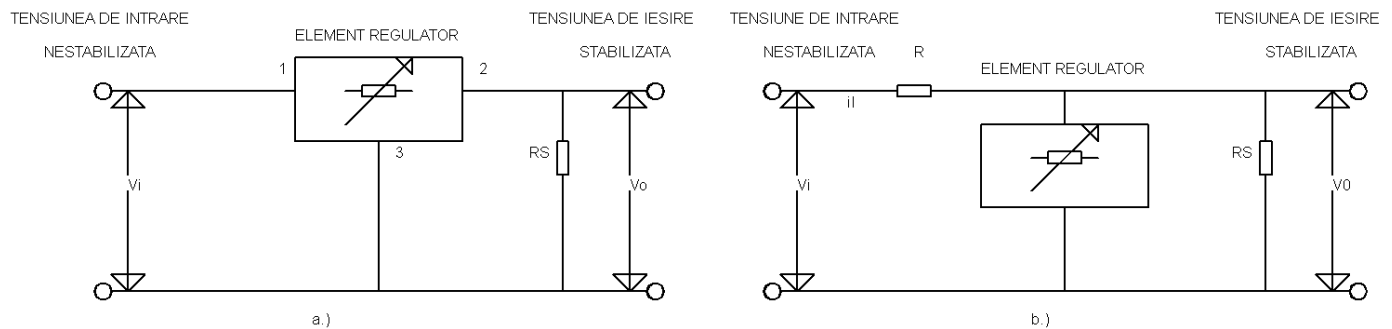 TENSIUNEA DE INTRARE
NESTABILIZATA
ELEMENT REGULATOR
TENSIUNEA DE IESIRE
STABILIZATA
1
2
3
RS
Vi
Vo
a.)
TENSIUNE DE INTRARE
NESTABILIZATA
R
ELEMENT REGULATOR
TENSIUNEA DE IESIRE
STABILIZATA
iI
RS
Vi
V0
b.)